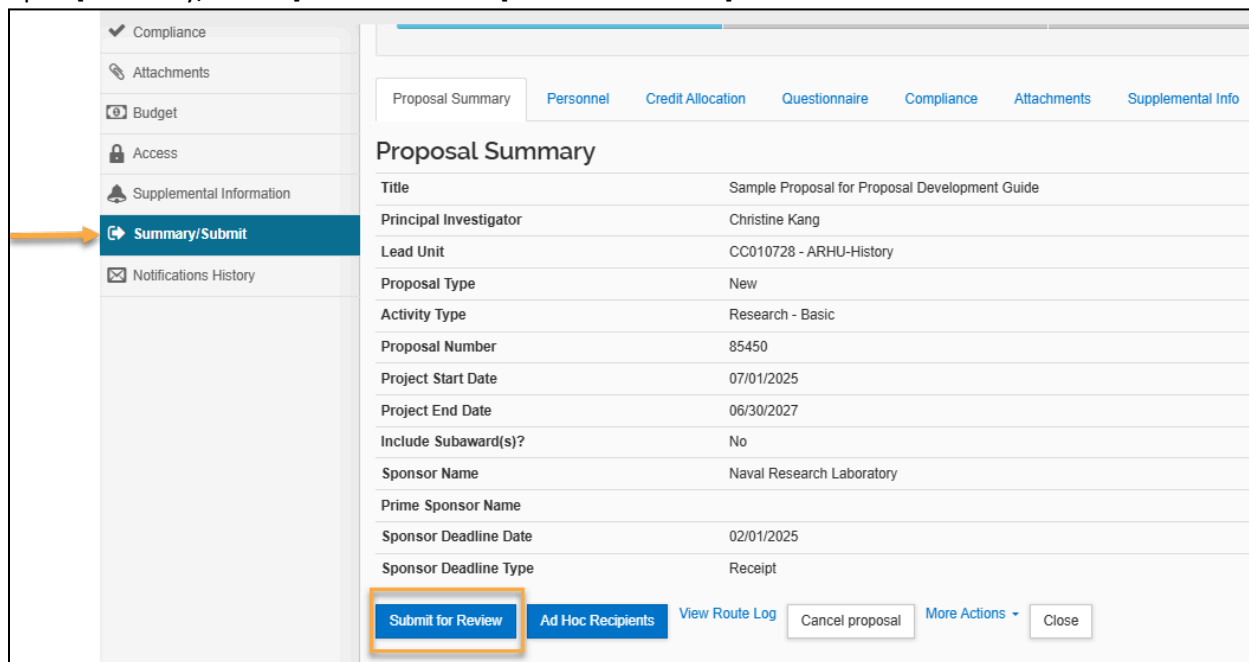 Compliance
Attachments
Budget
Access
Supplemental Information
Summary/Submit
Notifications History
Proposal Summary Personnel Credit Allocation Questionnaire Compliance Attachments Supplemental Info
Proposal Summary
Title Sample Proposal for Proposal Development Guide
Principal Investigator Christine Kang
Lead Unit CC010728 - ARHU-History
Proposal Type New
Activity Type Research - Basic
Proposal Number 85450
Project Start Date 07/01/2025
Project End Date 06/30/2027
Include Subaward(s)? No
Sponsor Name Naval Research Laboratory
Prime Sponsor Name
Sponsor Deadline Date 02/01/2025
Sponsor Deadline Type Receipt
Submit for Review Ad Hoc Recipients View Route Log Cancel proposal More Actions Close